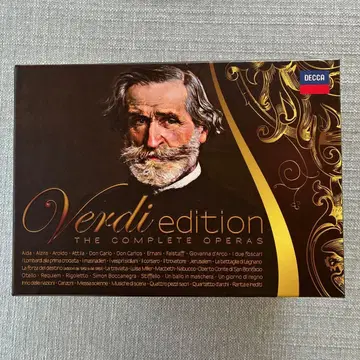 DECCA
Verdi edition
THE COMPLETE OPERAS
Aida · Alzira · Aroldo · Attila · Don Carlo · Don Carlos · Ernani · Falstaff · Giovanna d'Arco · I due Foscari
I Lombardi alla prima crociata · I masnadieri · I vespri siciliani · Il corsaro · Il trovatore · Jérusalem · La battaglia di Legnano
La forza del destino · La traviata · Luisa Miller · Macbeth · Nabucco · Oberto, Conte di San Bonifacio
Otello · Requiem · Rigoletto · Simon Boccanegra · Stiffelio · Un ballo in maschera · Un giorno di regno
Inno delle nazioni · Canzoni · Messa solenne · Musiche di scena · Quattro pezzi sacri · Quartetto d'archi · Rarità e inediti